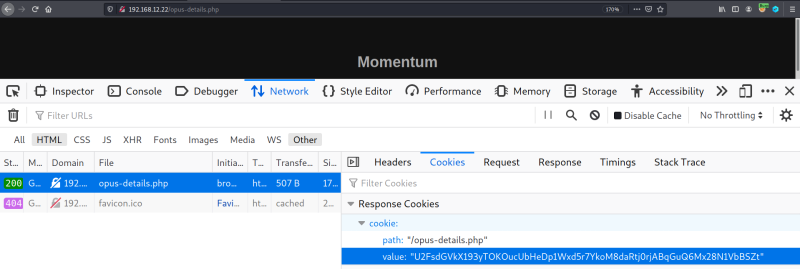 192.168.12.22/opus-details.php
170%
Momentum
Inspector Console Debugger Network Style Editor Performance Memory Storage Accessibility
Filter URLs
Disable Cache No Throttling
All HTML CSS JS XHR Fonts Images Media WS Other
St... M... Domain File Initia... T... Transfe... Si...
Headers Cookies Request Response Timings Stack Trace
200 G... 192.... opus-details.php bro... ht... 507 B 17...
404 G... 192.... favicon.ico Favi... ht... cached 2...
Filter Cookies
Response Cookies
cookie:
path: "/opus-details.php"
value: "U2FsdGVkX193yTOKOucUbHeDp1Wxd5r7YkoM8daRtj0rjABqGuQ6Mx28N1VbBSZt"